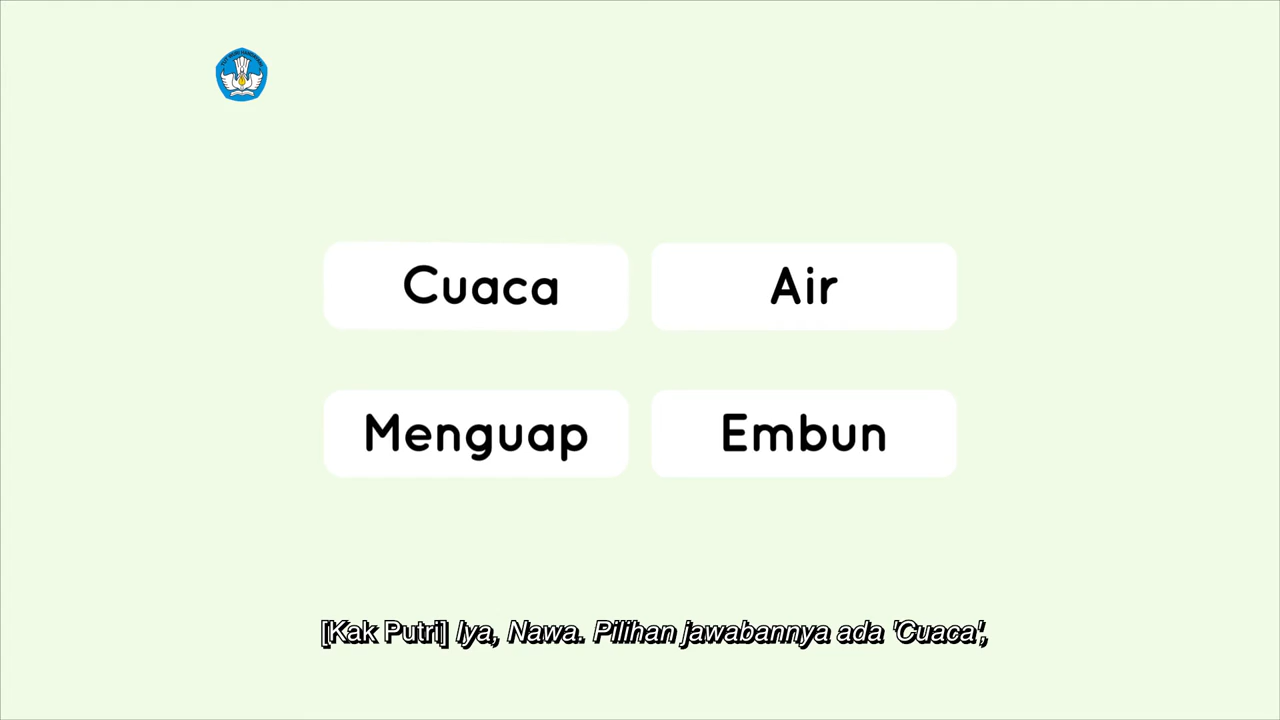 Cuaca
Air
Menguap
Embun
[Kak Putri] Iya, Nawa. Pilihan jawabannya ada 'Cuaca',